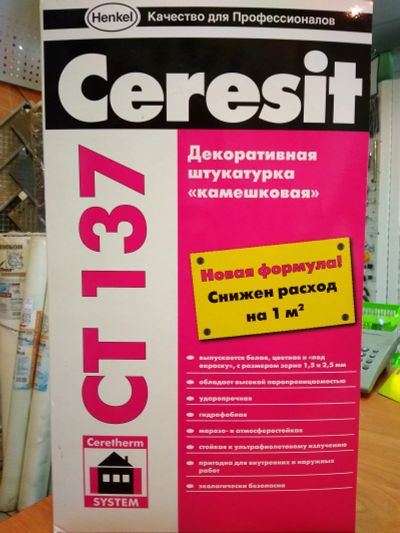 Henkel Качество для Профессионалов
Ceresit
CT 137
Декоративная
штукатурка
«камешковая»
Новая формула!
Снижен расход
на 1 м²
выпускается белая, цветная и «под
окраску», с размером зерна 1,5 и 2,5 мм
обладает высокой паропроницаемостью
ударопрочная
гидрофобная
морозо- и атмосферостойкая
стойкая к ультрафиолетовому излучению
пригодна для внутренних и наружных
работ
экологически безопасна
Ceretherm
SYSTEM